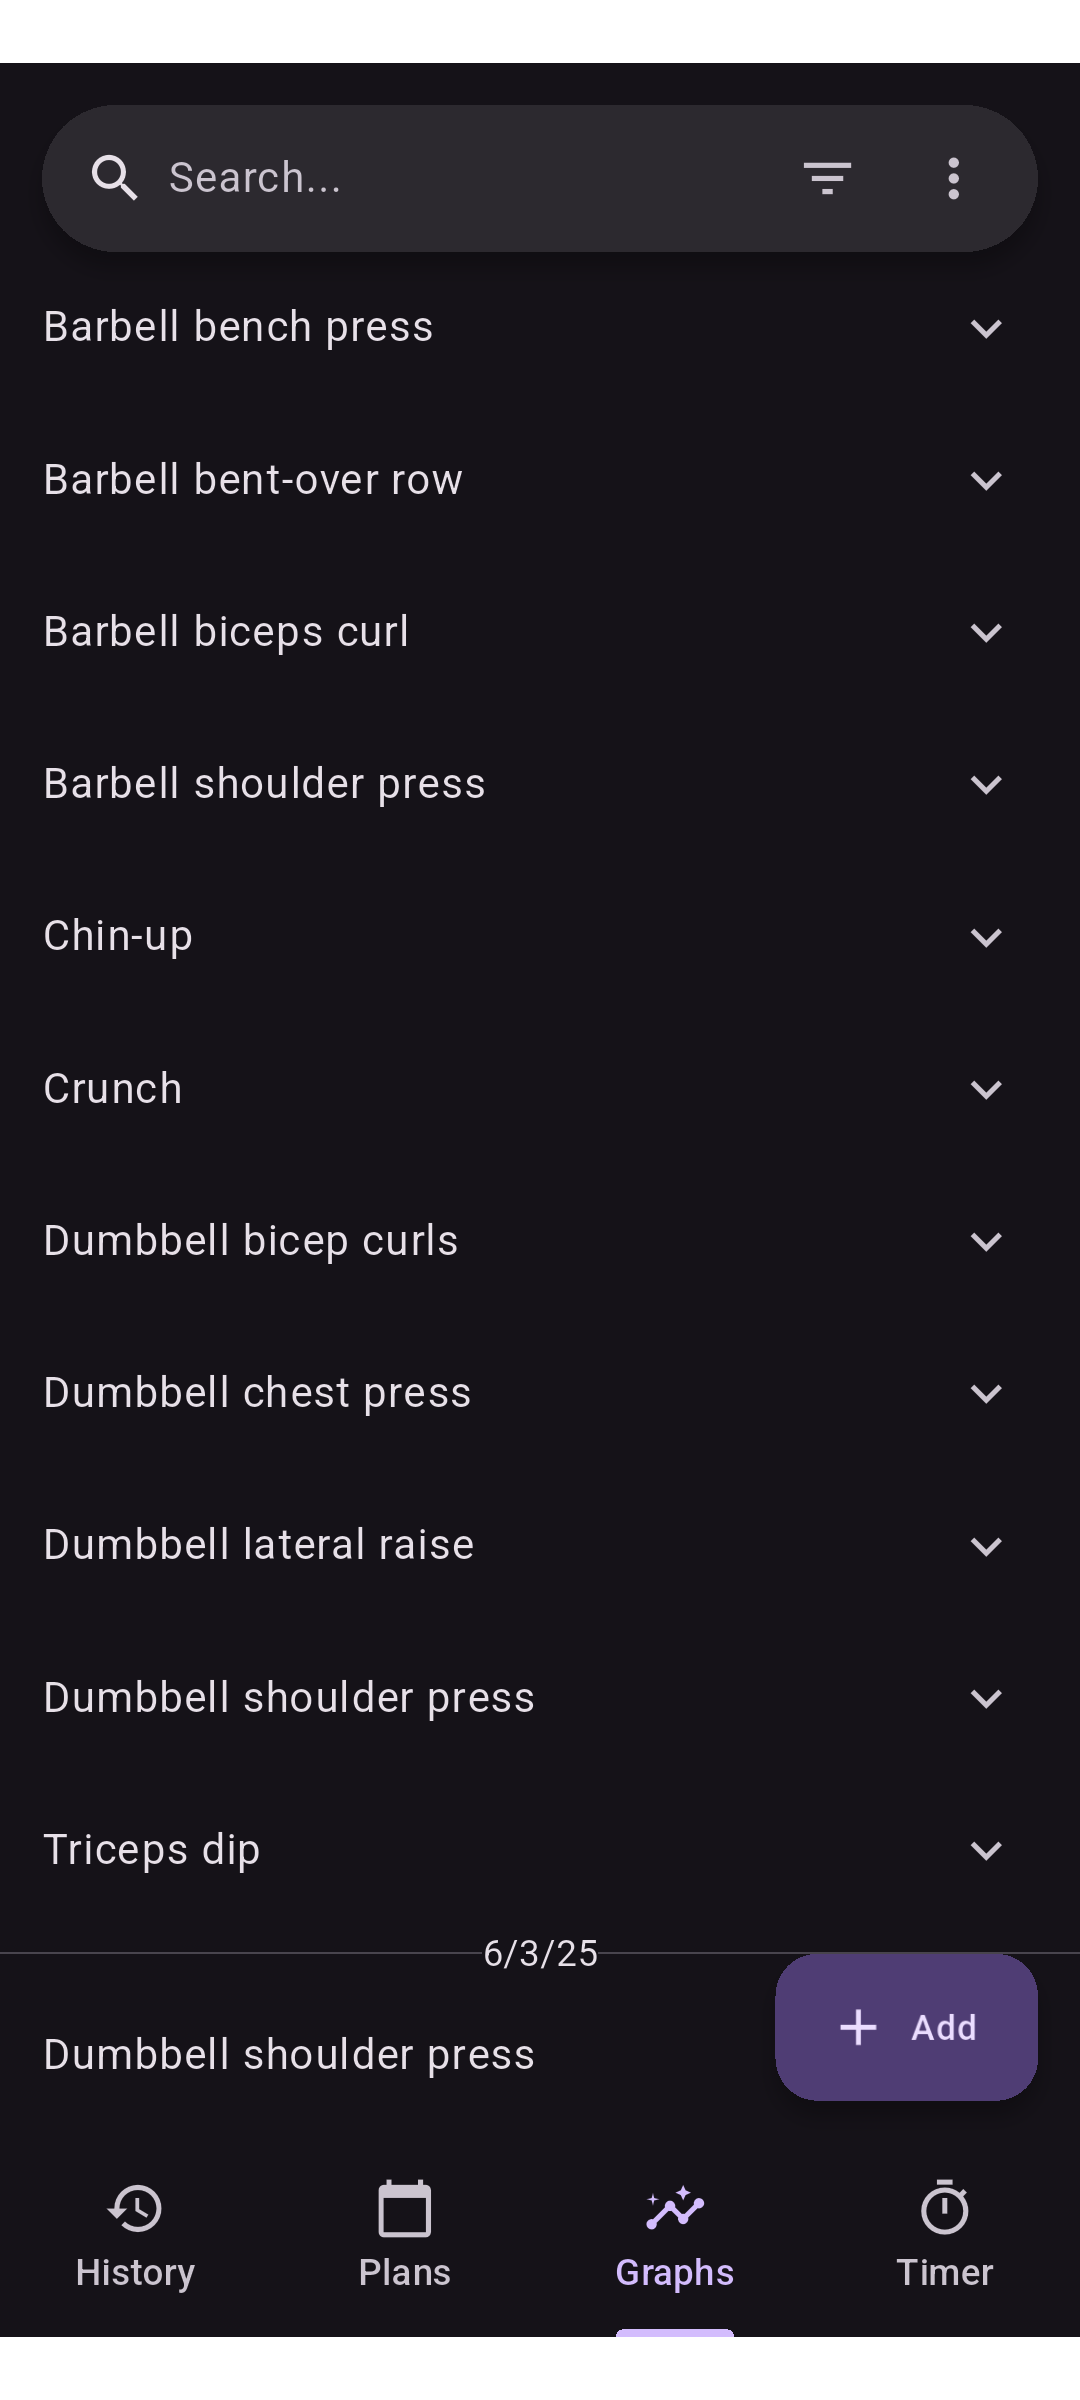 Search...
Barbell bench press
Barbell bent-over row
Barbell biceps curl
Barbell shoulder press
Chin-up
Crunch
Dumbbell bicep curls
Dumbbell chest press
Dumbbell lateral raise
Dumbbell shoulder press
Triceps dip
6/3/25
Dumbbell shoulder press
Add
History
Plans
Graphs
Timer